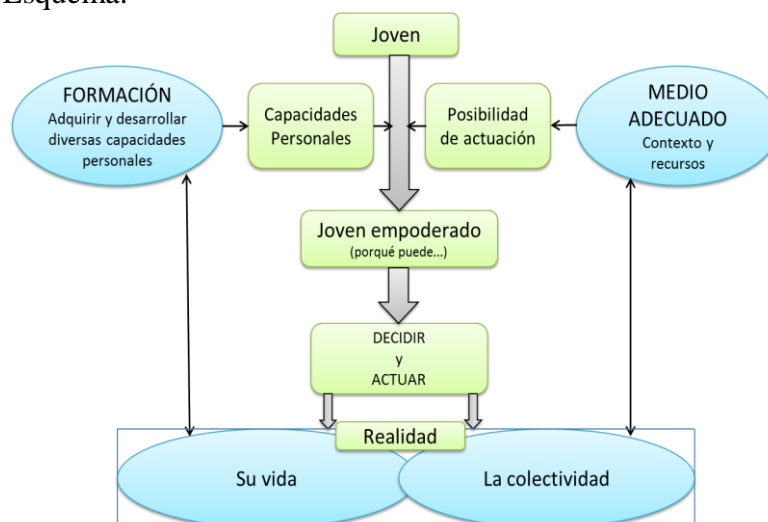 Esquema:
Joven
FORMACIÓN
Adquirir y desarrollar
diversas capacidades
personales
Capacidades
Personales
Posibilidad
de actuación
MEDIO
ADECUADO
Contexto y
recursos
Joven empoderado
(porqué puede...)
DECIDIR
y
ACTUAR
Realidad
Su vida
La colectividad